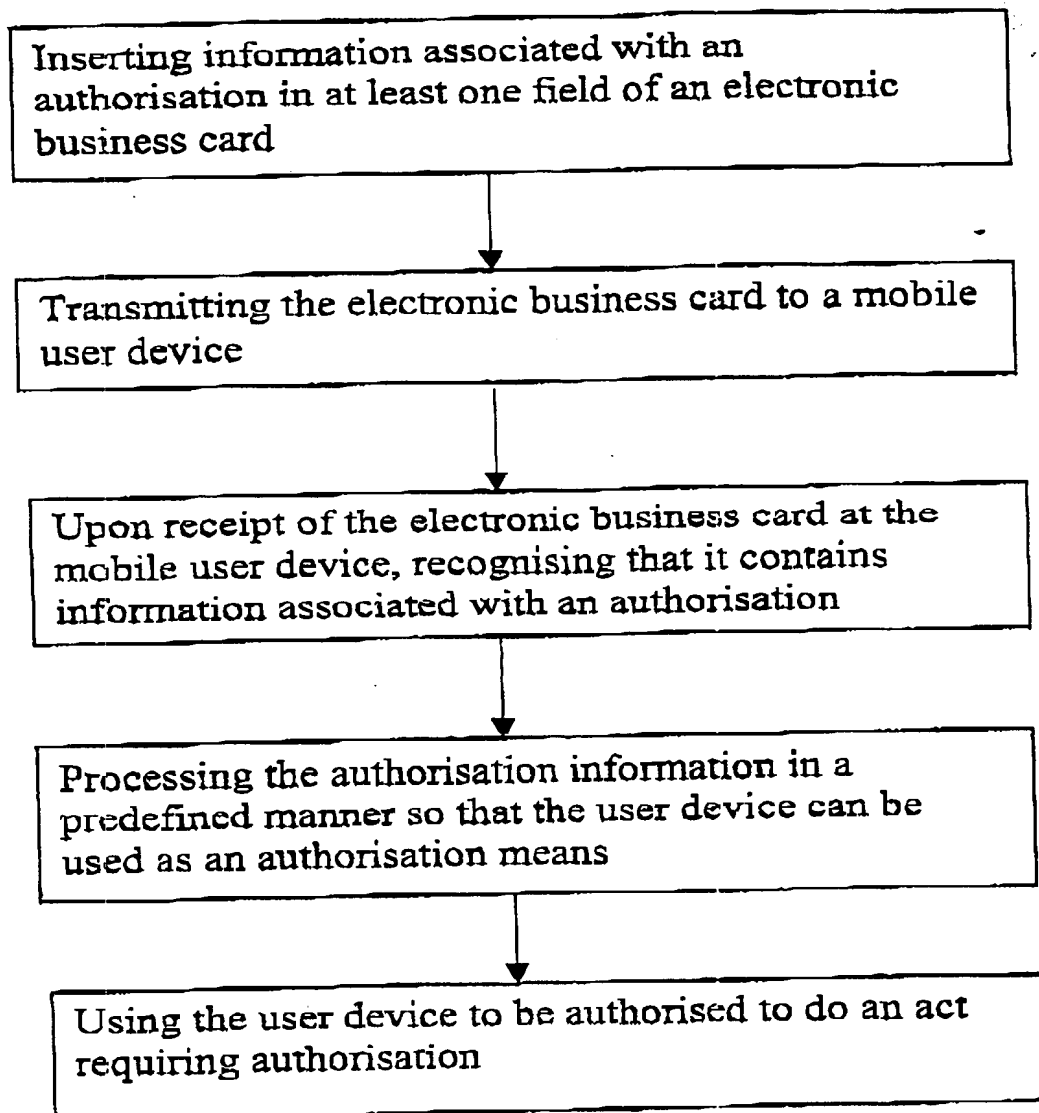 Inserting information associated with an
authorisation in at least one field of an electronic
business card
Transmitting the electronic business card to a mobile
user device
Upon receipt of the electronic business card at the
mobile user device, recognising that it contains
information associated with an authorisation
Processing the authorisation information in a
predefined manner so that the user device can be
used as an authorisation means
Using the user device to be authorised to do an act
requiring authorisation